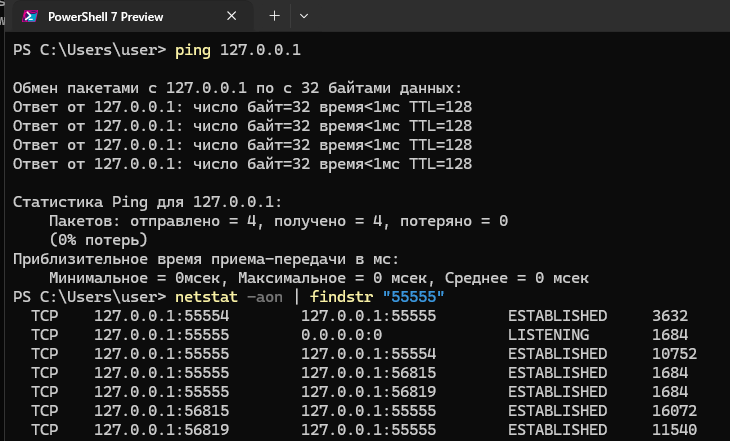 PowerShell 7 Preview
PS C:\Users\user> ping 127.0.0.1
Обмен пакетами с 127.0.0.1 по с 32 байтами данных:
Ответ от 127.0.0.1: число байт=32 время<1мс TTL=128
Ответ от 127.0.0.1: число байт=32 время<1мс TTL=128
Ответ от 127.0.0.1: число байт=32 время<1мс TTL=128
Ответ от 127.0.0.1: число байт=32 время<1мс TTL=128
Статистика Ping для 127.0.0.1:
    Пакетов: отправлено = 4, получено = 4, потеряно = 0
    (0% потерь)
Приблизительное время приема-передачи в мс:
    Минимальное = 0мсек, Максимальное = 0 мсек, Среднее = 0 мсек
PS C:\Users\user> netstat -aon | findstr "55555"
  TCP    127.0.0.1:55554        127.0.0.1:55555        ESTABLISHED     3632
  TCP    127.0.0.1:55555        0.0.0.0:0              LISTENING       1684
  TCP    127.0.0.1:55555        127.0.0.1:55554        ESTABLISHED     10752
  TCP    127.0.0.1:55555        127.0.0.1:56815        ESTABLISHED     1684
  TCP    127.0.0.1:55555        127.0.0.1:56819        ESTABLISHED     1684
  TCP    127.0.0.1:56815        127.0.0.1:55555        ESTABLISHED     16072
  TCP    127.0.0.1:56819        127.0.0.1:55555        ESTABLISHED     11540